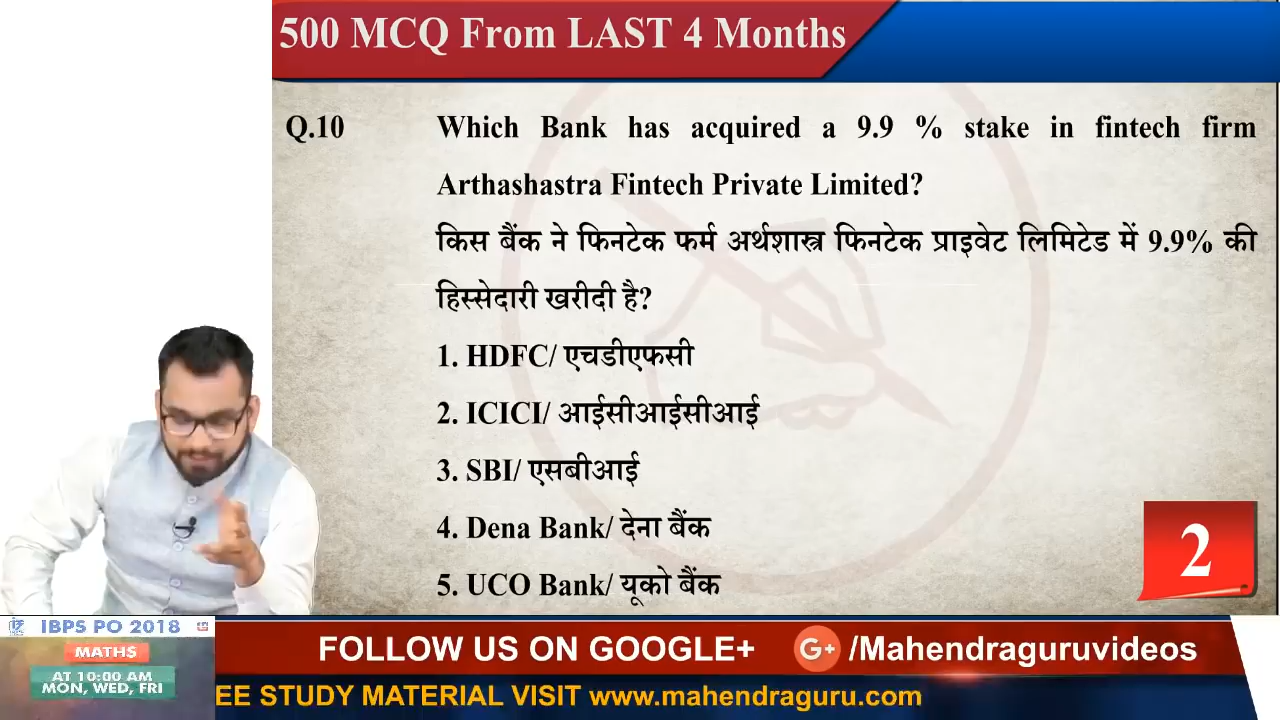 500 MCQ From LAST 4 Months
Q.10 Which Bank has acquired a 9.9 % stake in fintech firm
Arthashastra Fintech Private Limited?
किस बैंक ने फिनटेक फर्म अर्थशास्त्र फिनटेक प्राइवेट लिमिटेड में 9.9% की
हिस्सेदारी खरीदी है?
1. HDFC/ एचडीएफसी
2. ICICI/ आईसीआईसीआई
3. SBI/ एसबीआई
4. Dena Bank/ देना बैंक
5. UCO Bank/ यूको बैंक
2
IBPS PO 2018
MATHS
AT 10:00 AM
MON, WED, FRI
FOLLOW US ON GOOGLE+ G+ /Mahendraguruvideos
EE STUDY MATERIAL VISIT www.mahendraguru.com